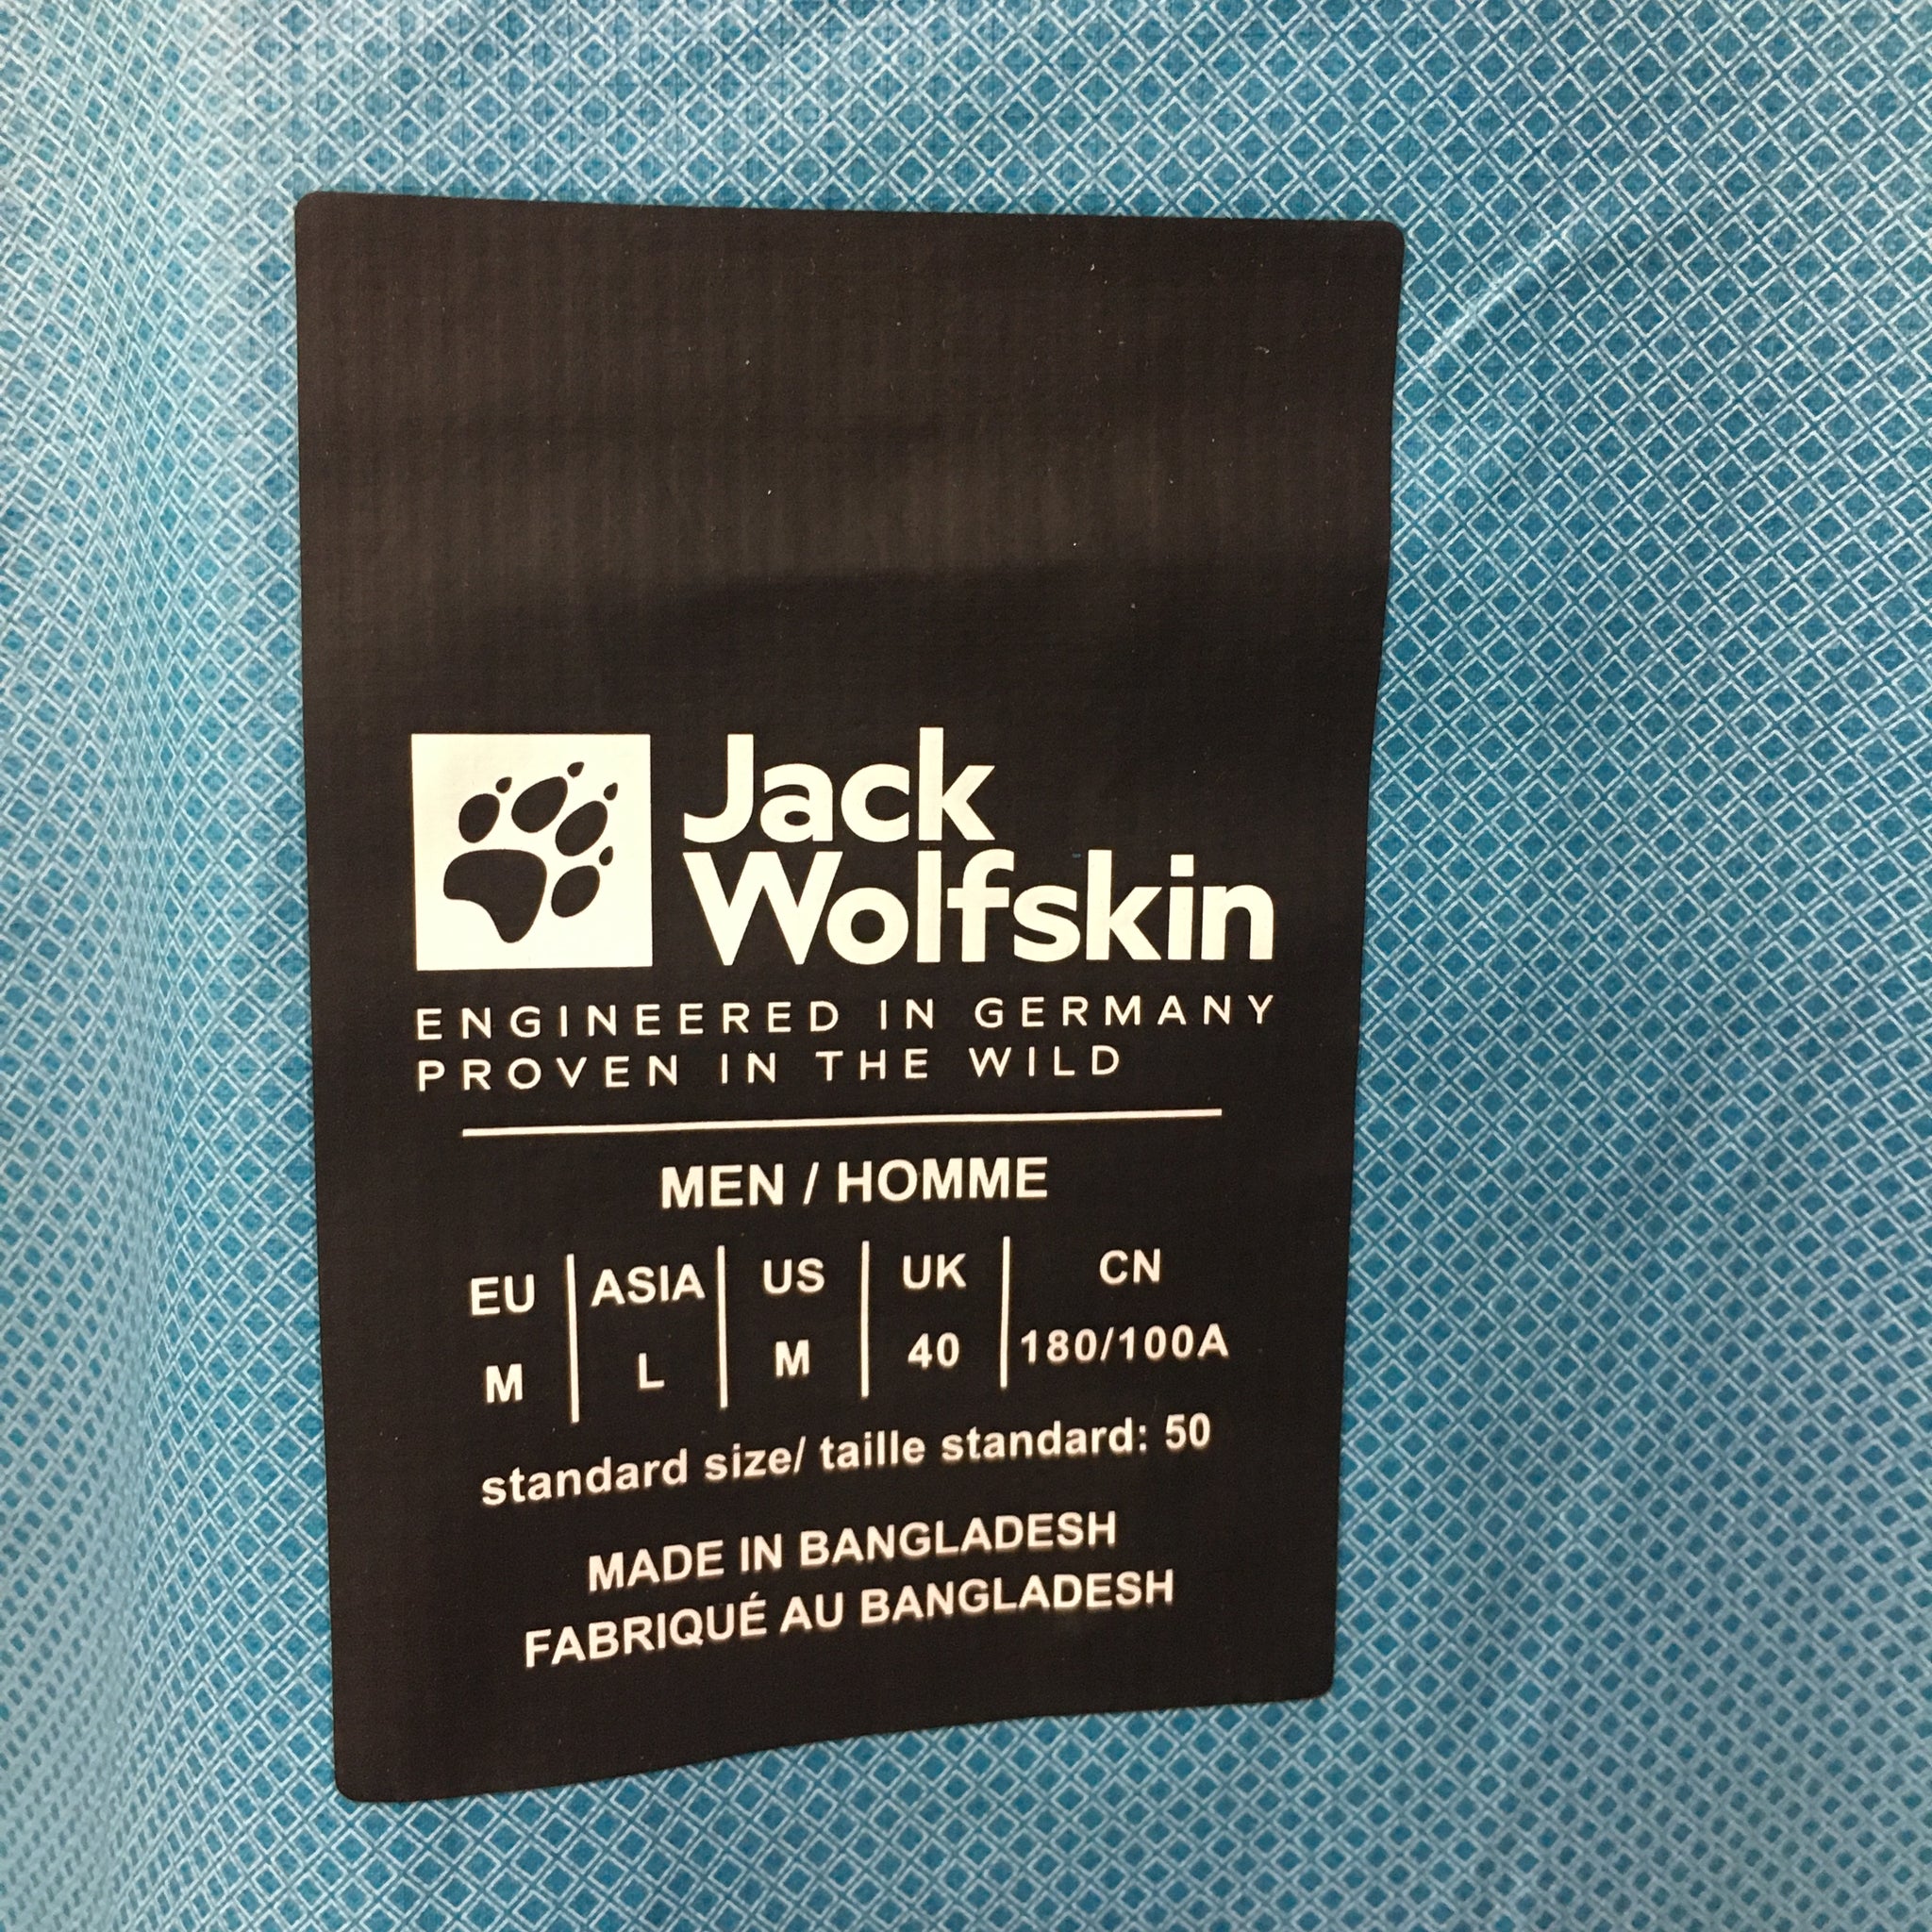 Jack
Wolfskin
ENGINEERED IN GERMANY
PROVEN IN THE WILD
MEN / HOMME
EU ASIA US UK CN
M L M 40 180/100A
standard size/ taille standard: 50
MADE IN BANGLADESH
FABRIQUÉ AU BANGLADESH